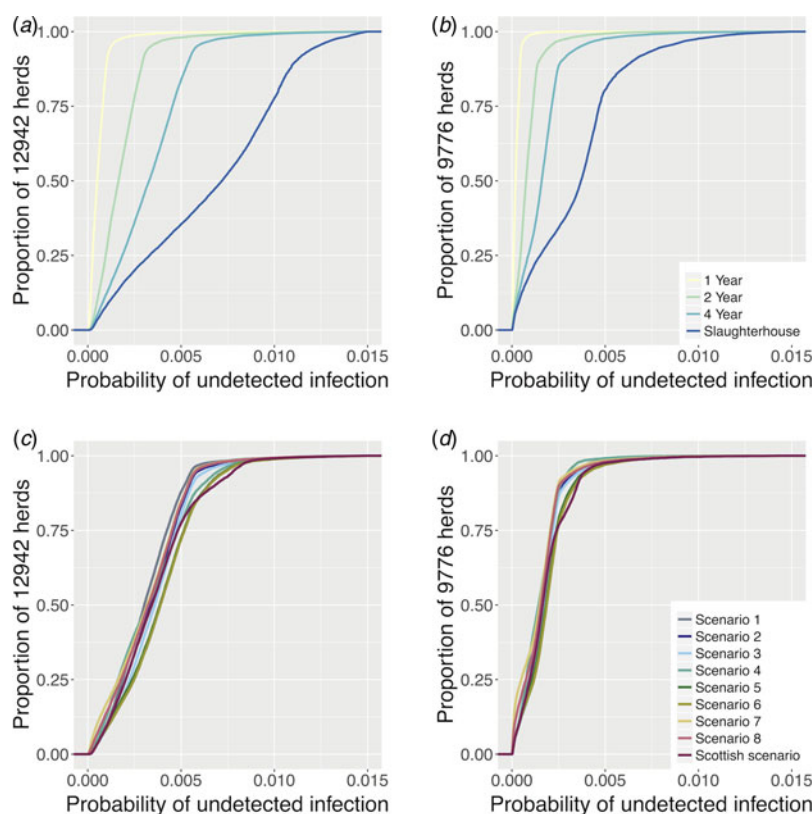 (a)
1.00
0.75
0.50
0.25
0.00
Proportion of 12942 herds
0.000 0.005 0.010 0.015
Probability of undetected infection
(b)
1.00
0.75
0.50
0.25
0.00
Proportion of 9776 herds
1 Year
2 Year
4 Year
Slaughterhouse
0.000 0.005 0.010 0.015
Probability of undetected infection
(c)
1.00
0.75
0.50
0.25
0.00
Proportion of 12942 herds
0.000 0.005 0.010 0.015
Probability of undetected infection
(d)
1.00
0.75
0.50
0.25
0.00
Proportion of 9776 herds
Scenario 1
Scenario 2
Scenario 3
Scenario 4
Scenario 5
Scenario 6
Scenario 7
Scenario 8
Scottish scenario
0.000 0.005 0.010 0.015
Probability of undetected infection